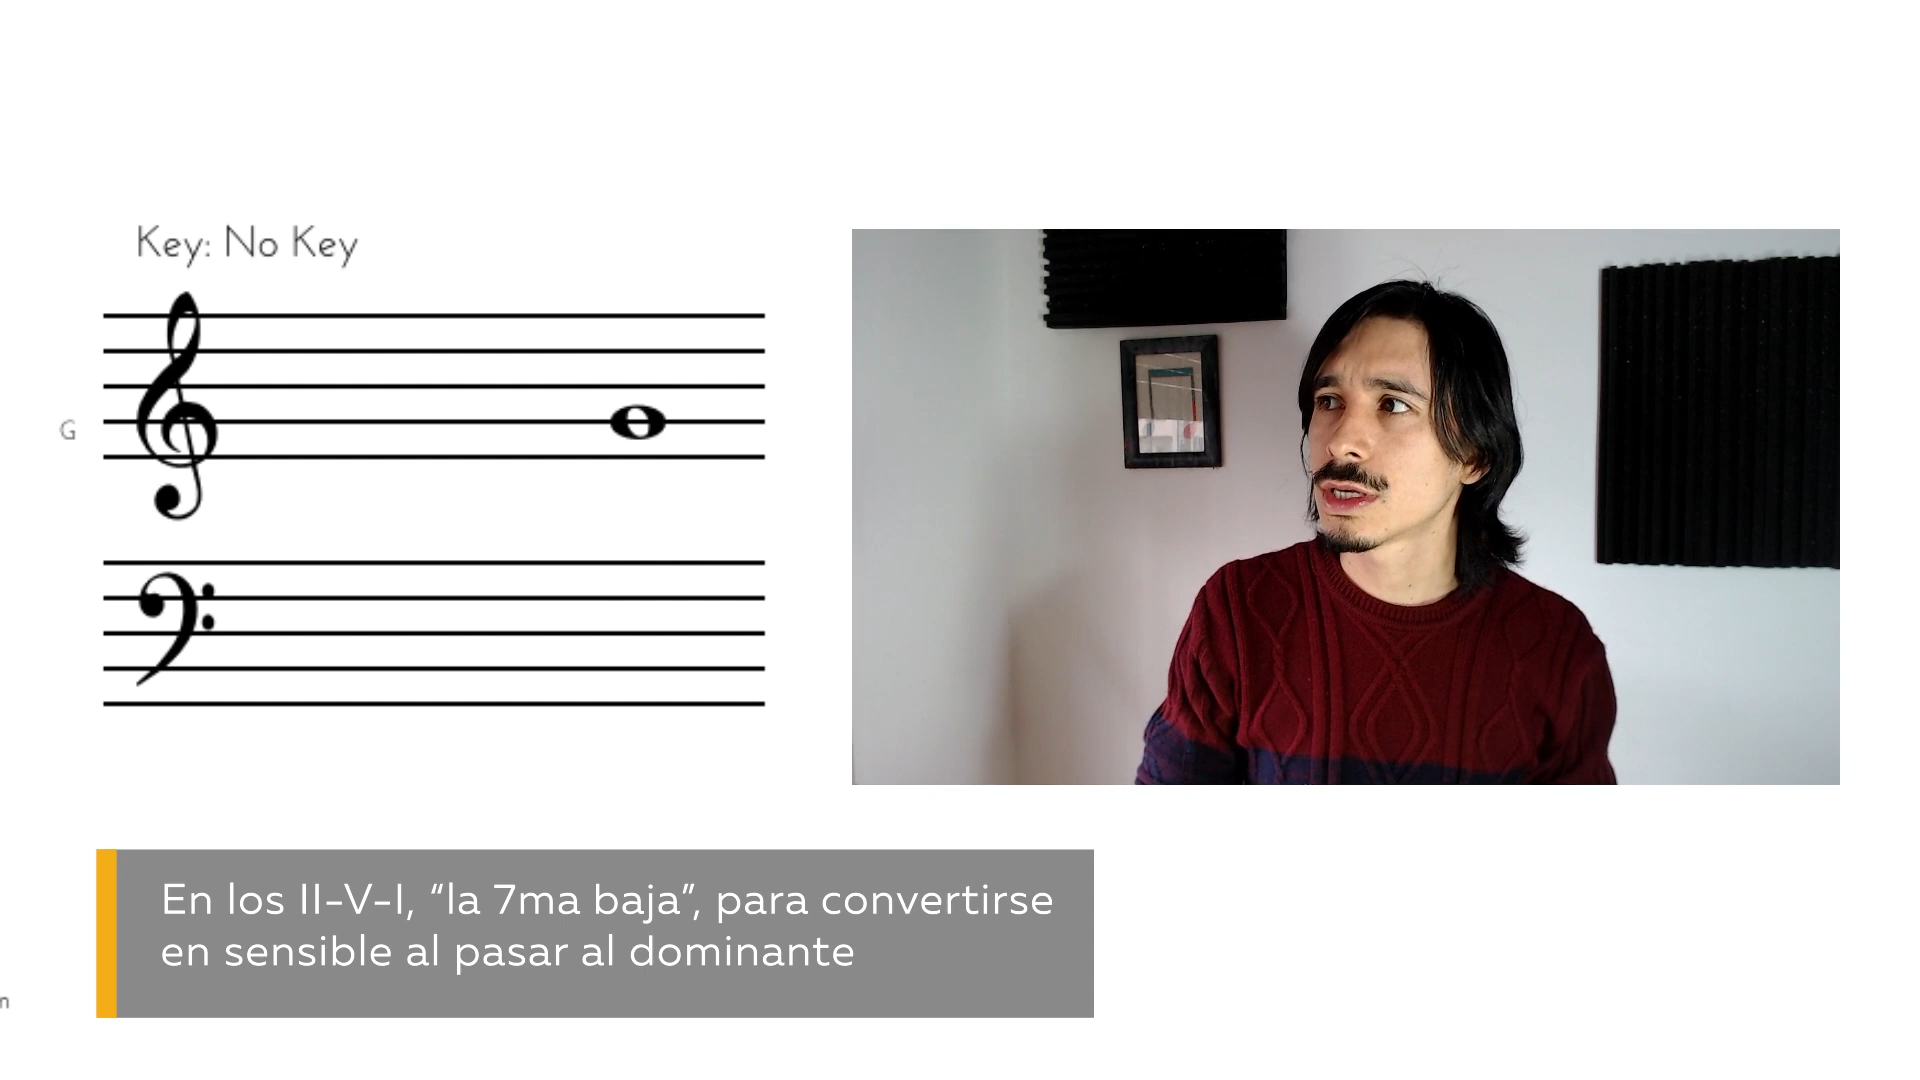 Key: No Key
G
En los II-V-I, “la 7ma baja”, para convertirse
en sensible al pasar al dominante
n